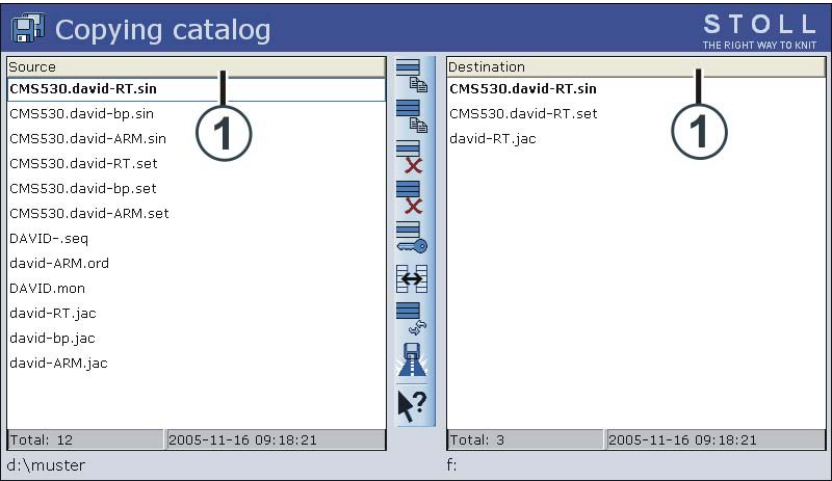 Copying catalog
STOLL
THE RIGHT WAY TO KNIT
Source
CMS530.david-RT.sin
CMS530.david-bp.sin
CMS530.david-ARM.sin
CMS530.david-RT.set
CMS530.david-bp.set
CMS530.david-ARM.set
DAVID-.seq
david-ARM.ord
DAVID.mon
david-RT.jac
david-bp.jac
david-ARM.jac
1
Total: 12
2005-11-16 09:18:21
d:\muster
?
Destination
CMS530.david-RT.sin
CMS530.david-RT.set
david-RT.jac
1
Total: 3
2005-11-16 09:18:21
f: